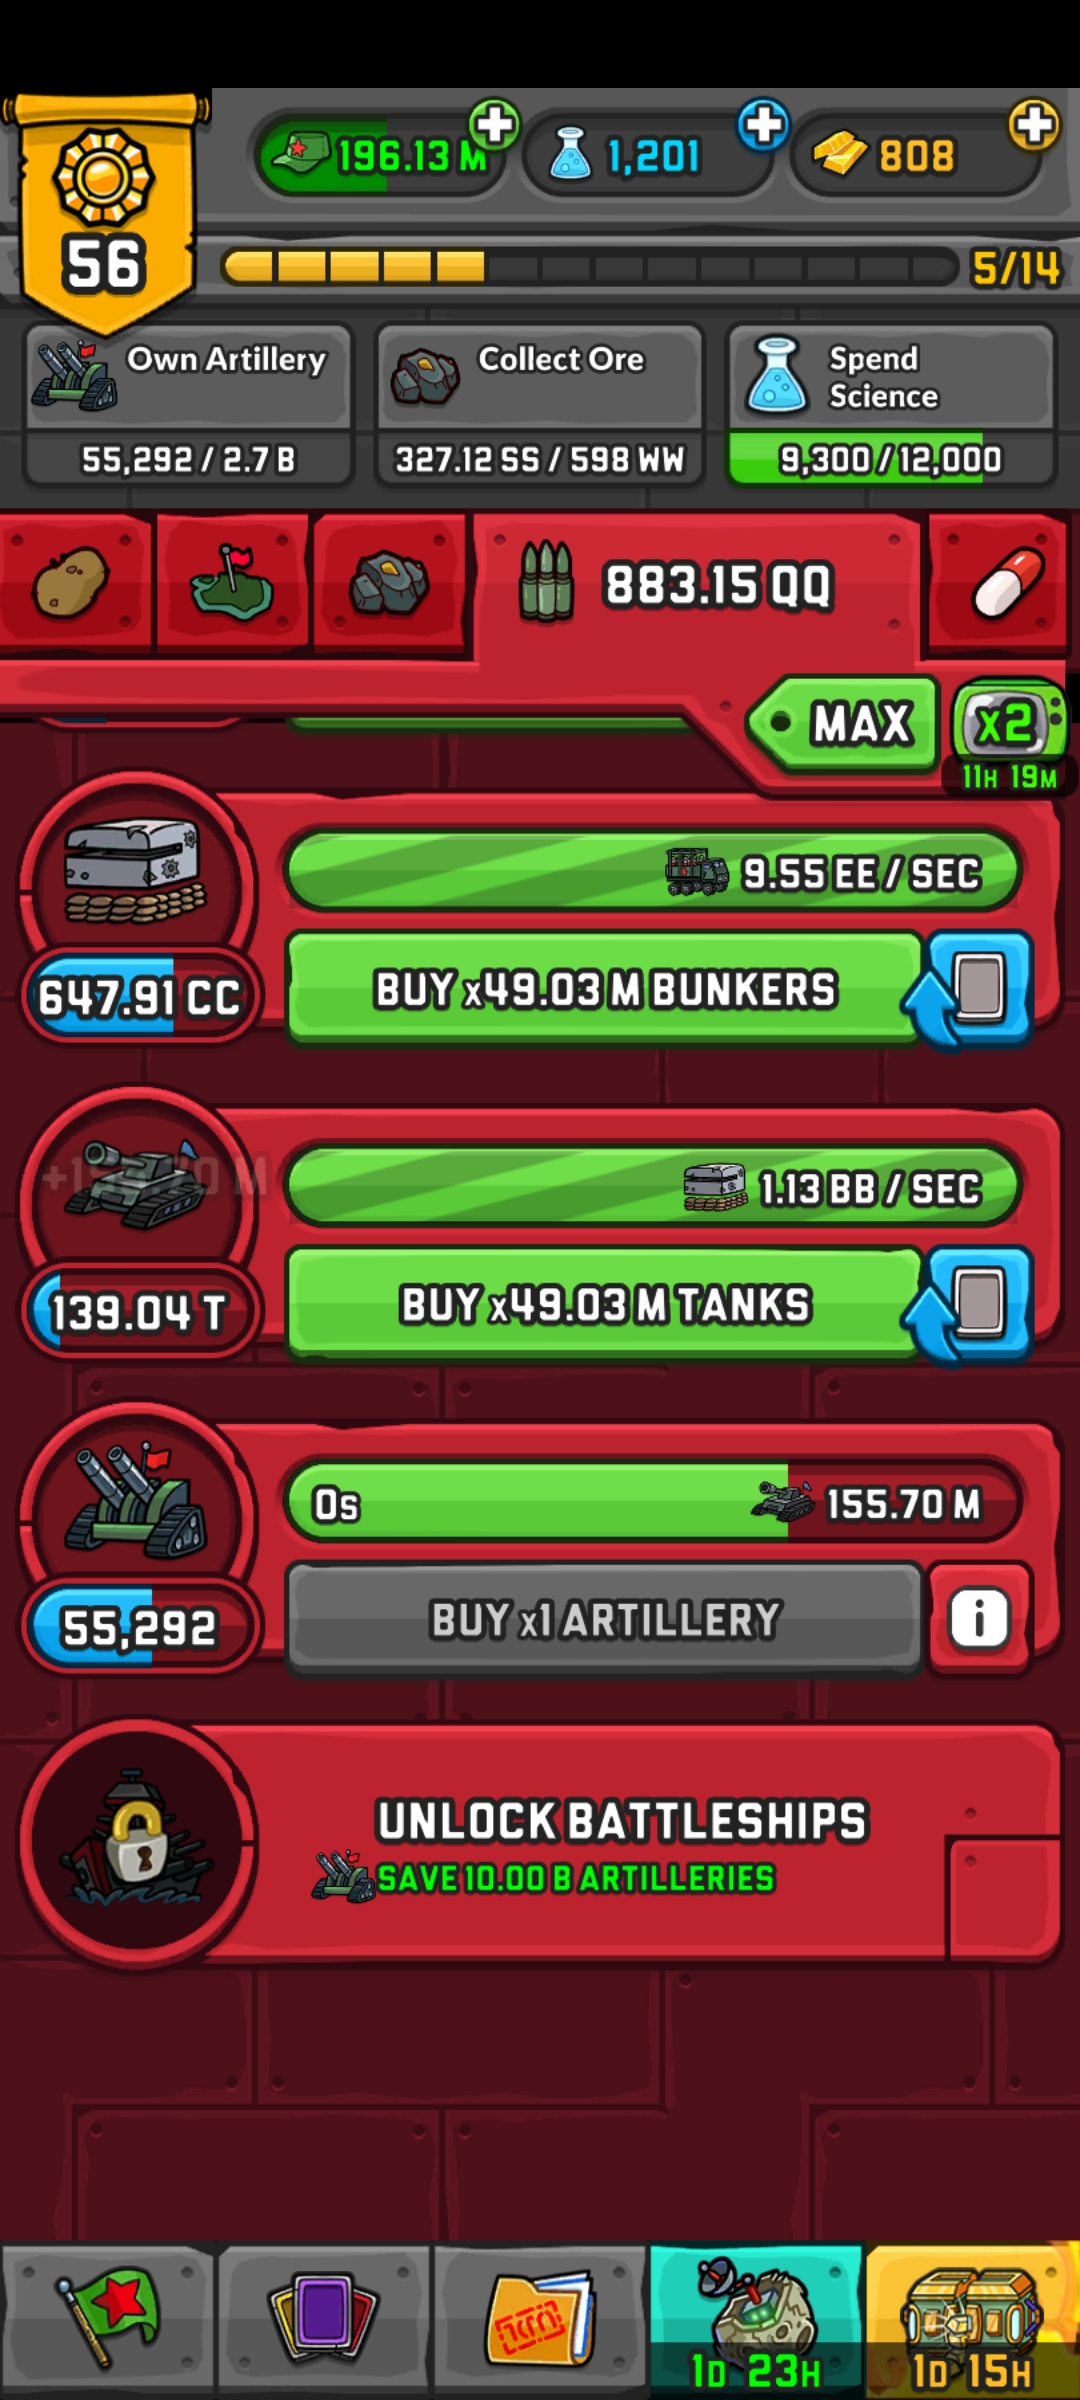 56
196.13 M
1,201
808
5/14
Own Artillery
55,292 / 2.7 B
Collect Ore
327.12 SS / 598 WW
Spend
Science
9,300 / 12,000
883.15 QQ
MAX
x2
11H 19M
9.55 EE / SEC
647.91 CC
BUY x49.03 M BUNKERS
1.13 BB / SEC
139.04 T
BUY x49.03 M TANKS
0s
155.70 M
55,292
BUY x1 ARTILLERY
i
UNLOCK BATTLESHIPS
SAVE 10.00 B ARTILLERIES
1D 23H
1D 15H